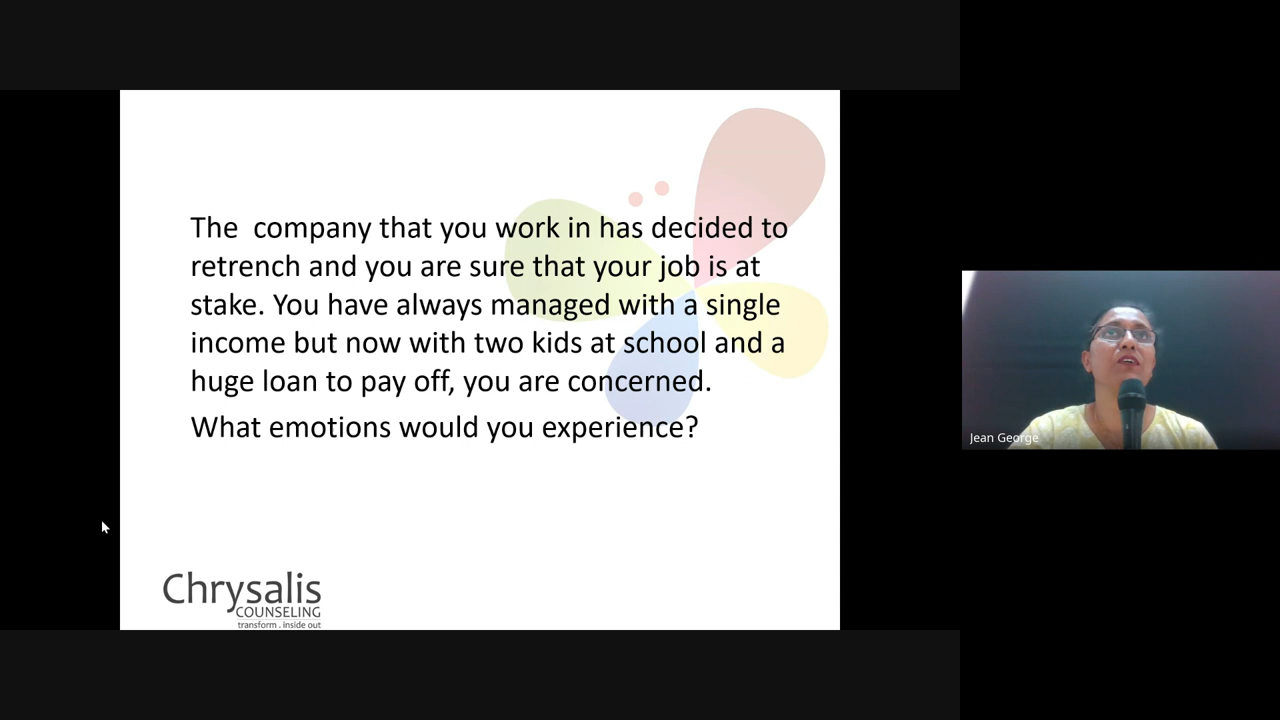 The  company that you work in has decided to
retrench and you are sure that your job is at
stake. You have always managed with a single
income but now with two kids at school and a
huge loan to pay off, you are concerned.
What emotions would you experience?
Jean George
Chrysalis
COUNSELING
transform . inside out